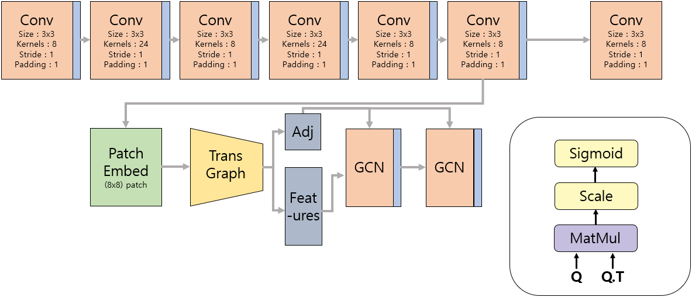 Conv
Size : 3x3
Kernels : 8
Stride : 1
Padding : 1
Conv
Size : 3x3
Kernels : 24
Stride : 1
Padding : 1
Conv
Size : 3x3
Kernels : 8
Stride : 1
Padding : 1
Conv
Size : 3x3
Kernels : 24
Stride : 1
Padding : 1
Conv
Size : 3x3
Kernels : 8
Stride : 1
Padding : 1
Conv
Size : 3x3
Kernels : 8
Stride : 1
Padding : 1
Conv
Size : 3x3
Kernels : 8
Stride : 1
Padding : 1
Patch
Embed
(8x8) patch
Trans
Graph
Adj
Feat
-ures
GCN
GCN
Sigmoid
Scale
MatMul
Q
Q.T